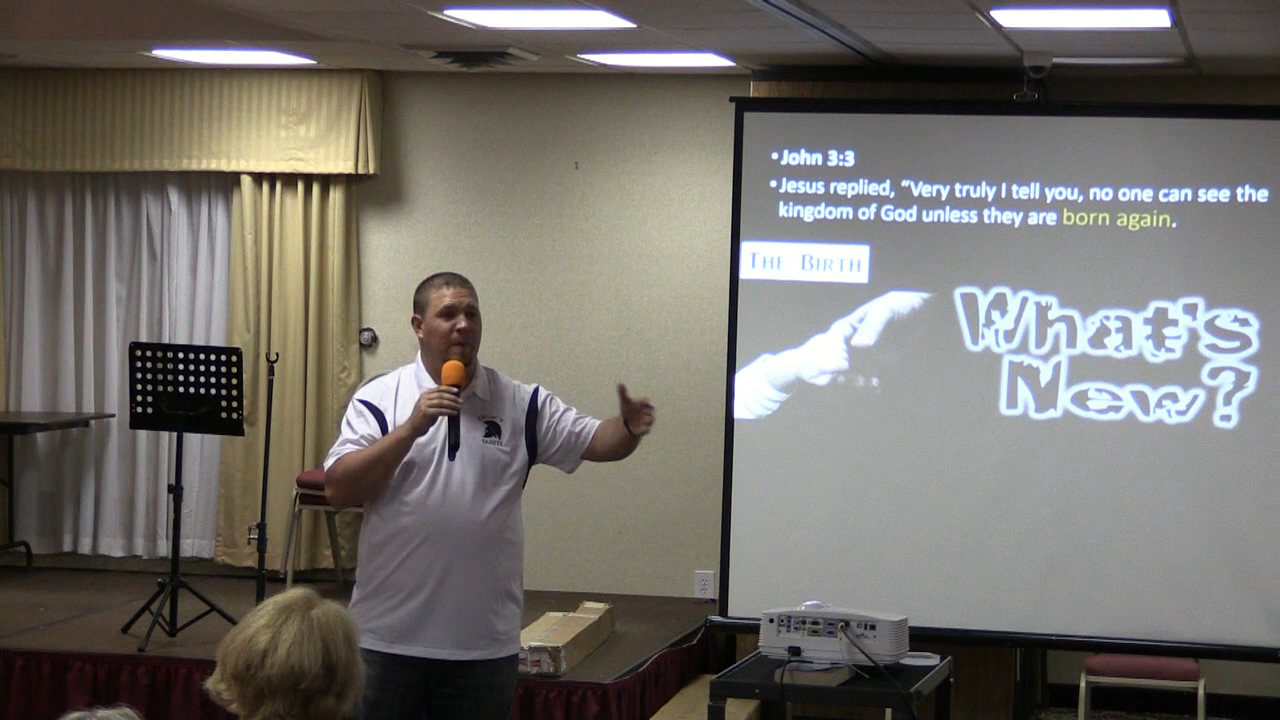 • John 3:3
• Jesus replied, “Very truly I tell you, no one can see the
kingdom of God unless they are born again.
THE BIRTH
What's
New?